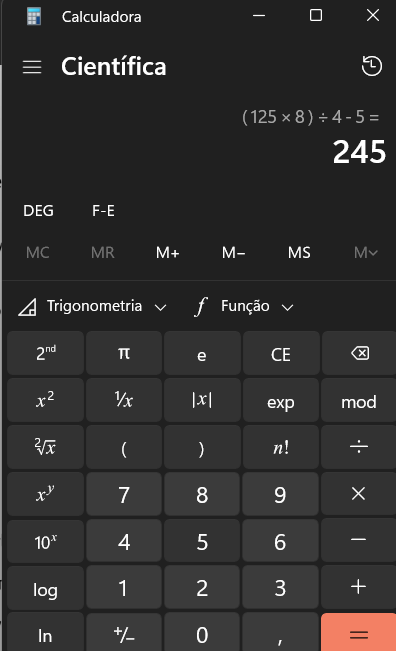 Calculadora
Científica
( 125 × 8 ) ÷ 4 - 5 =
245
DEG F-E
MC MR M+ M− MS M
Trigonometria f Função
2nd π e CE
x² ¹/x |x| exp mod
²√x ( ) n! ÷
xʸ 7 8 9 ×
10ˣ 4 5 6 −
log 1 2 3 +
ln +/− 0 , =